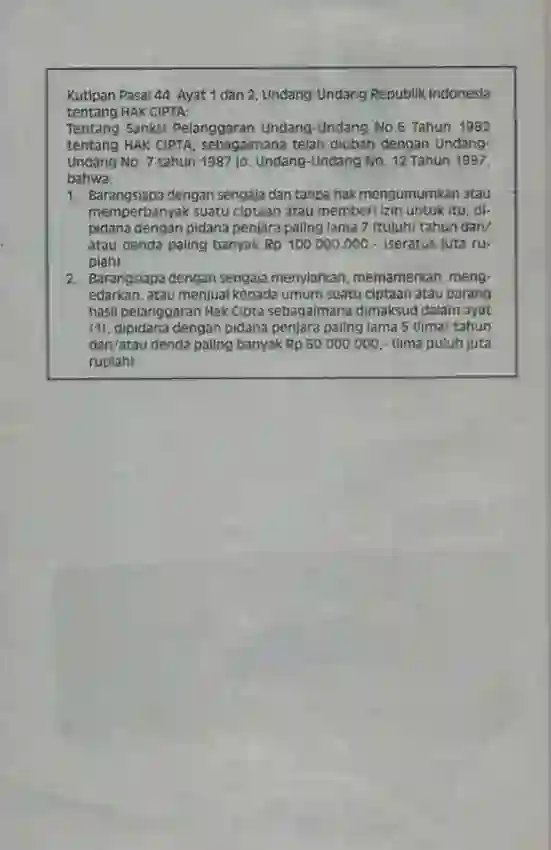 Kutipan Pasal 44 Ayat 1 dan 2, Undang-Undang Republik Indonesia
tentang HAK CIPTA:
Tentang Sanksi Pelanggaran Undang-Undang No.6 Tahun 1982
tentang HAK CIPTA, sebagaimana telah diubah dengan Undang-
Undang No. 7 tahun 1987 jo. Undang-Undang No. 12 Tahun 1997,
bahwa:
1. Barangsiapa dengan sengaja dan tanpa hak mengumumkan atau
memperbanyak suatu ciptaan atau memberi izin untuk itu, di-
pidana dengan pidana penjara paling lama 7 (tujuh) tahun dan/
atau denda paling banyak Rp 100.000.000,- (seratus juta ru-
piah)
2. Barangsiapa dengan sengaja menyiarkan, memamerkan, meng-
edarkan, atau menjual kepada umum suatu ciptaan atau barang
hasil pelanggaran Hak Cipta sebagaimana dimaksud dalam ayat
(1), dipidana dengan pidana penjara paling lama 5 (lima) tahun
dan/atau denda paling banyak Rp 50.000.000,- (lima puluh juta
rupiah)